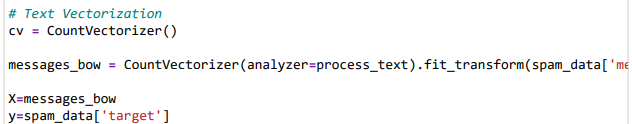 # Text Vectorization
cv = CountVectorizer()
messages_bow = CountVectorizer(analyzer=process_text).fit_transform(spam_data['me
X=messages_bow
y=spam_data['target']